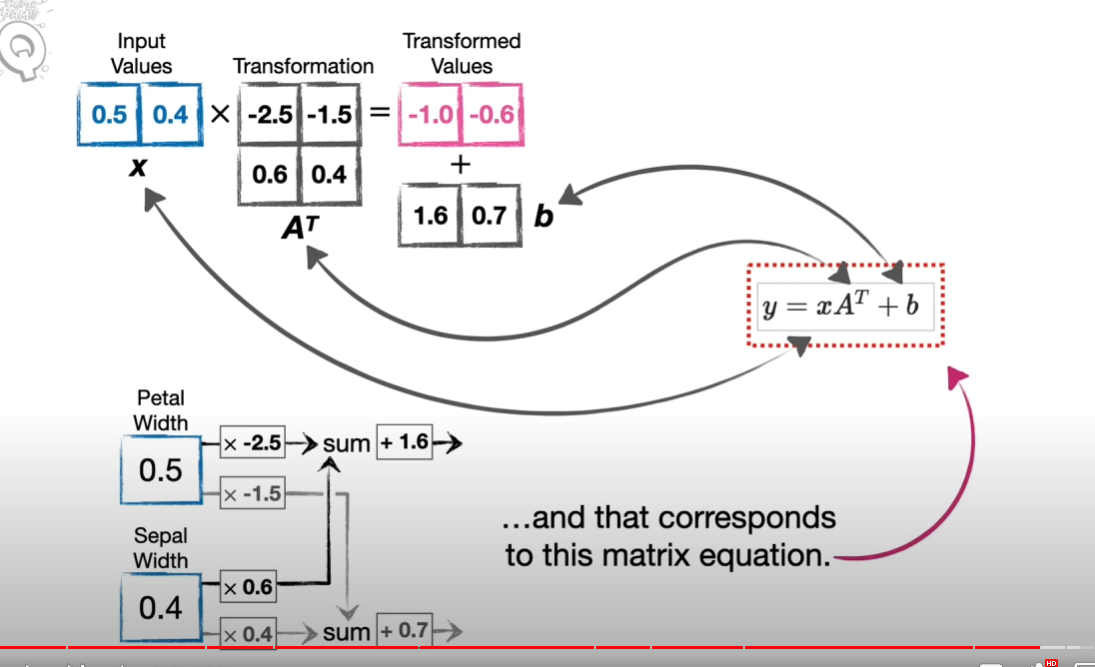 Input
Values
Transformation
Transformed
Values
0.5 0.4 × -2.5 -1.5 = -1.0 -0.6
0.6 0.4
+
1.6 0.7 b
x
Aᵀ
y = xAᵀ + b
Petal
Width
0.5
× -2.5 sum + 1.6
× -1.5
Sepal
Width
0.4
× 0.6
× 0.4 sum + 0.7
...and that corresponds
to this matrix equation.
HD